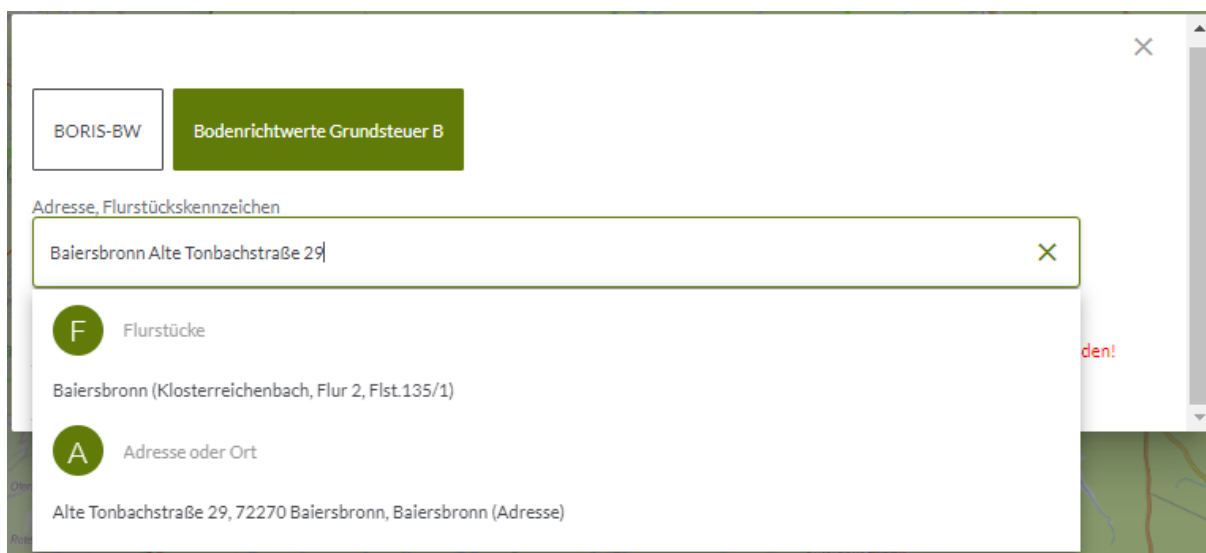 BORIS-BW
Bodenrichtwerte Grundsteuer B
Adresse, Flurstückskennzeichen
Baiersbronn Alte Tonbachstraße 29
F Flurstücke
den!
Baiersbronn (Klosterreichenbach, Flur 2, Flst.135/1)
A Adresse oder Ort
Alte Tonbachstraße 29, 72270 Baiersbronn, Baiersbronn (Adresse)